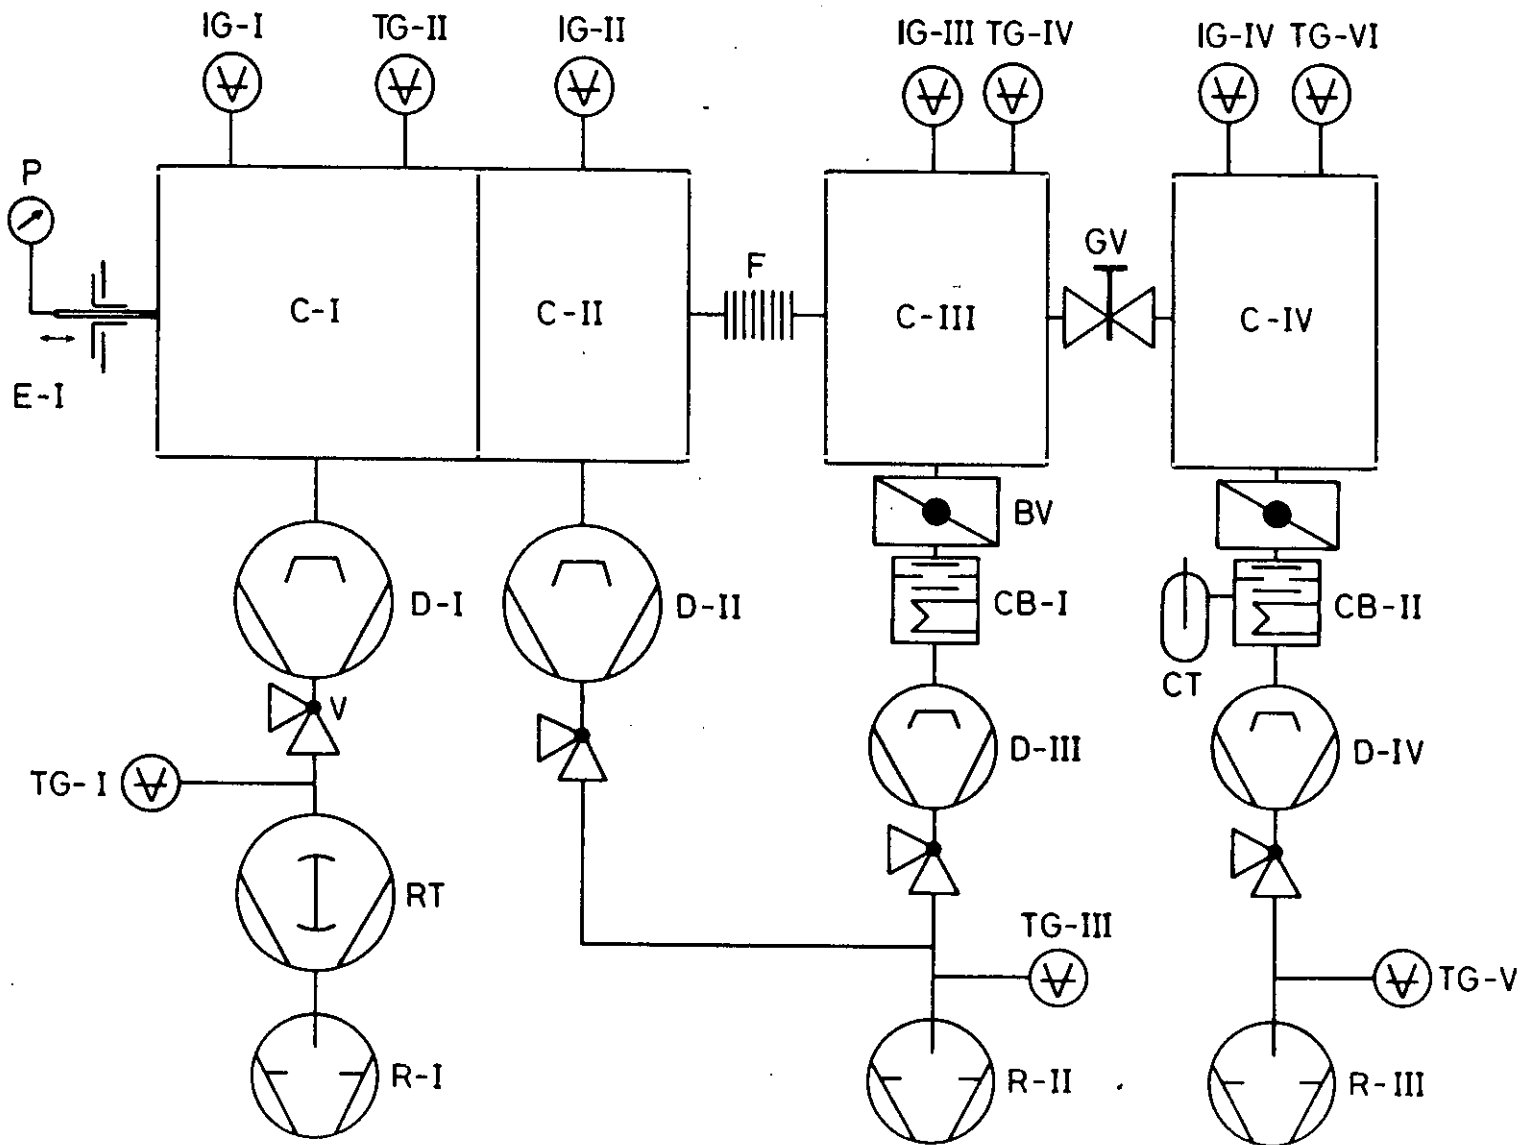 IG-I TG-II IG-II IG-III TG-IV IG-IV TG-VI
P
GV
F
C-I C-II C-III C-IV
E-I
BV
D-I D-II CB-I CB-II
CT
V
D-III D-IV
TG-I
RT
TG-III
TG-V
R-I R-II R-III